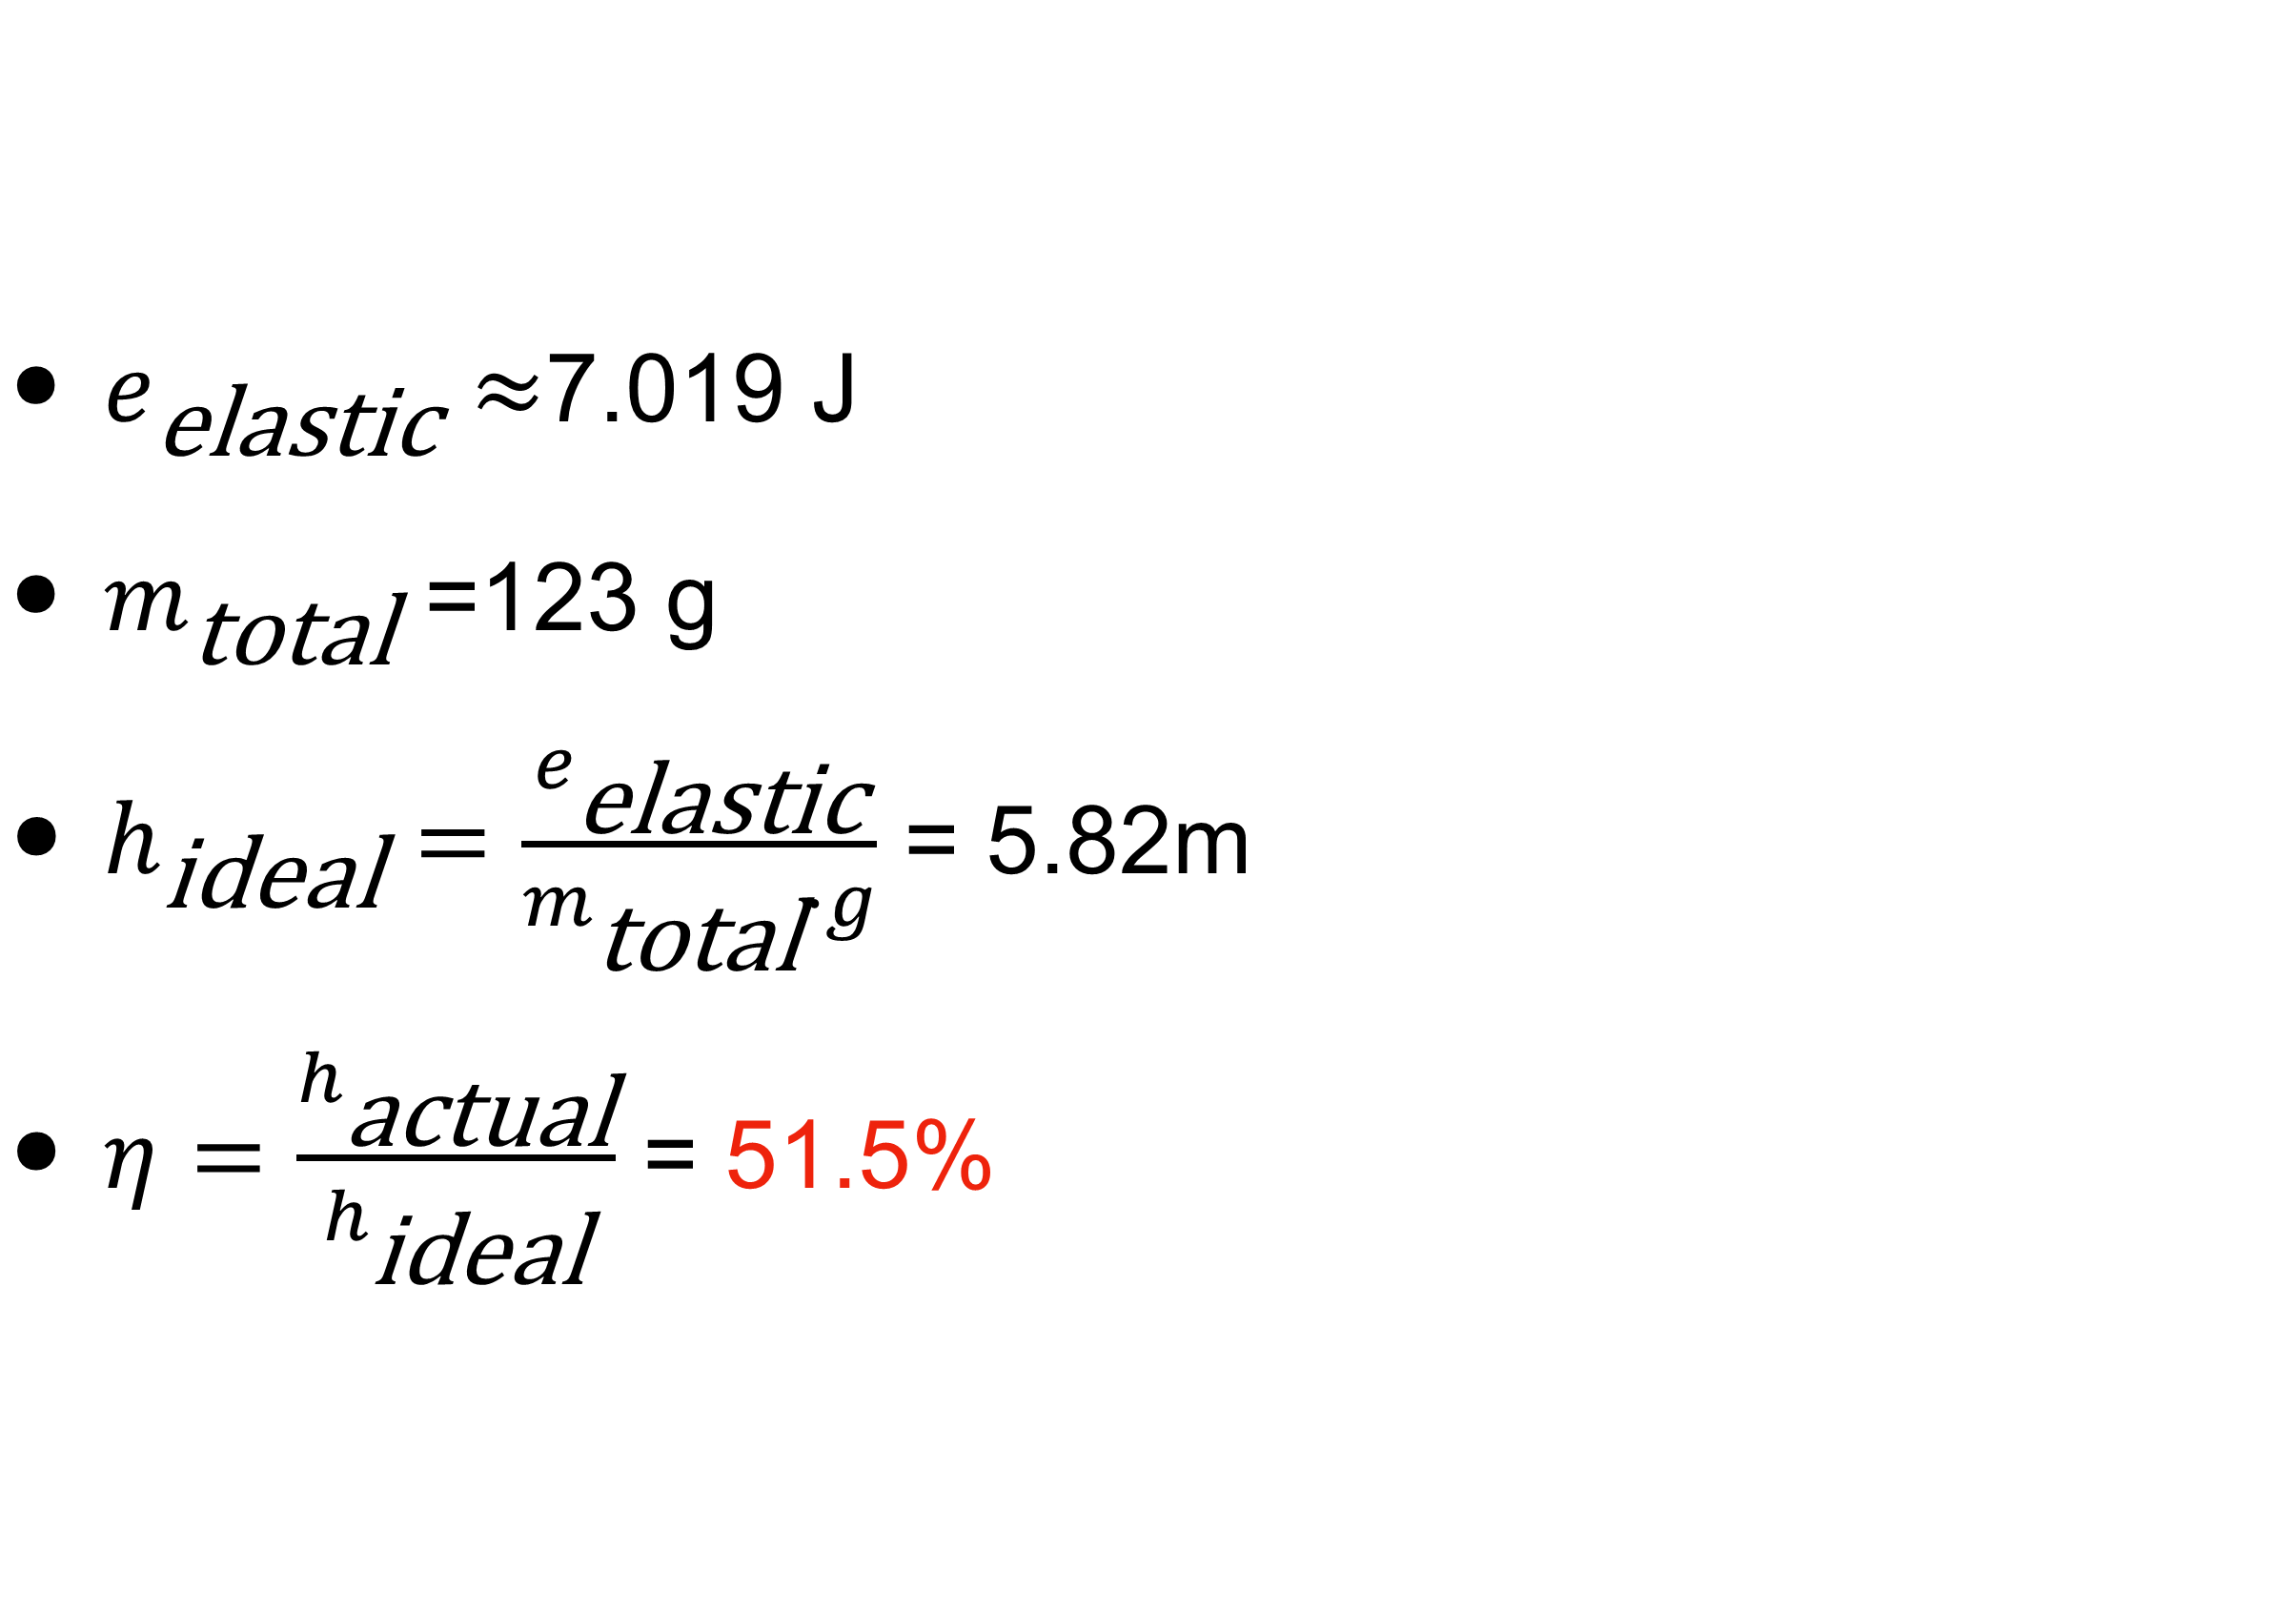 • e elastic ≈7.019 J
• m total =123 g
• h ideal = e elastic / m total · g = 5.82m
• η = h actual / h ideal = 51.5%